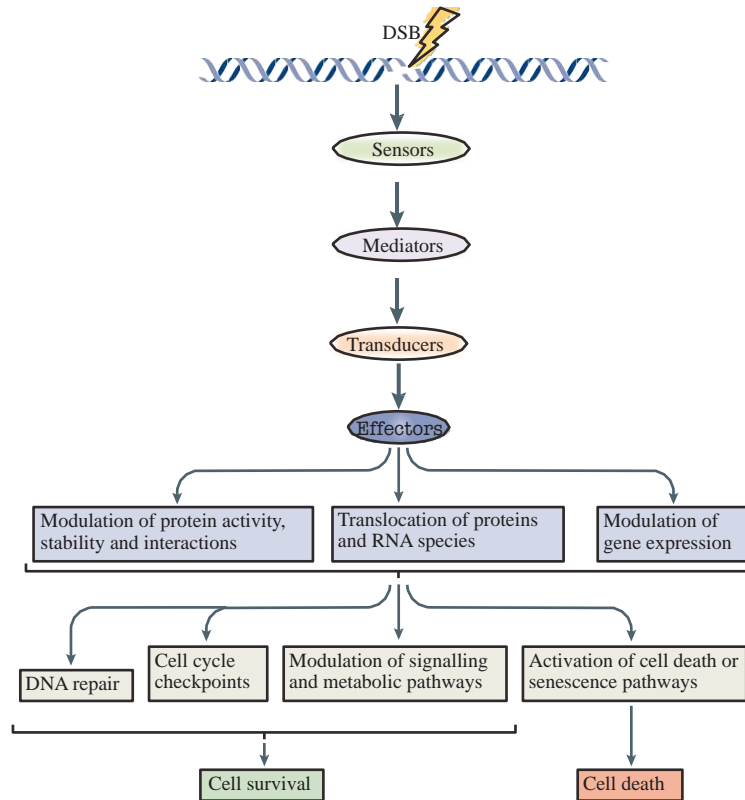 DSB
Sensors
Mediators
Transducers
Effectors
Modulation of protein activity,
stability and interactions
Translocation of proteins
and RNA species
Modulation of
gene expression
DNA repair
Cell cycle
checkpoints
Modulation of signalling
and metabolic pathways
Activation of cell death or
senescence pathways
Cell survival
Cell death